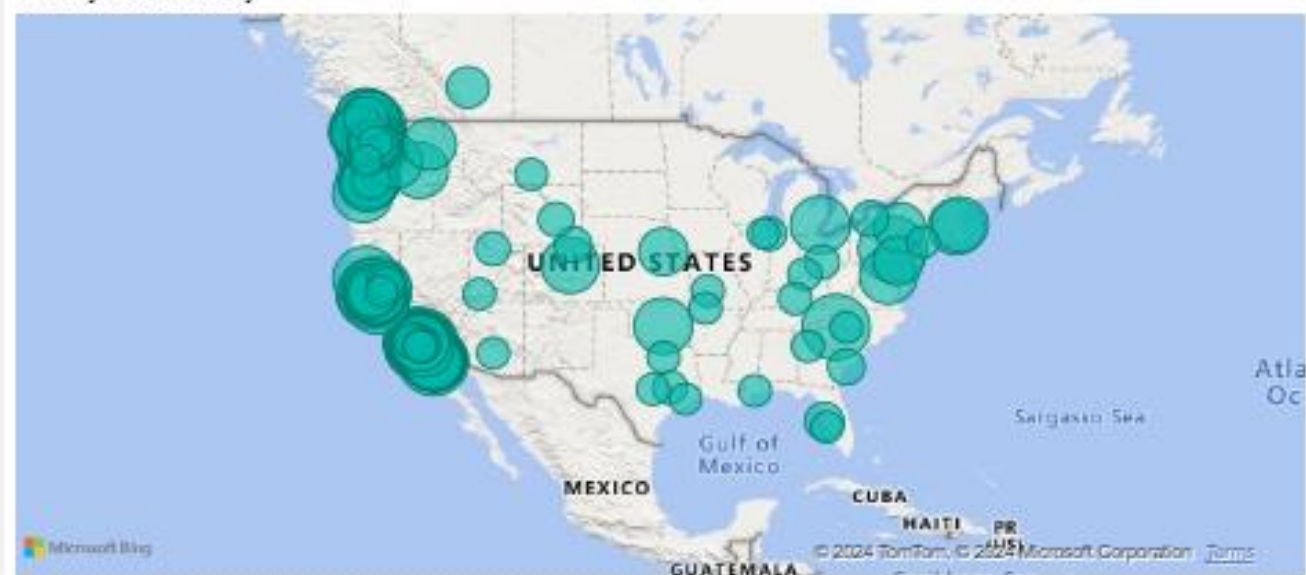 UNITED STATES
Atla
Oc
Sargasso Sea
Gulf of
Mexico
MEXICO
CUBA
HAITI
PR
(US)
Microsoft Bing
© 2024 TomTom, © 2024 Microsoft Corporation Terms
GUATEMALA